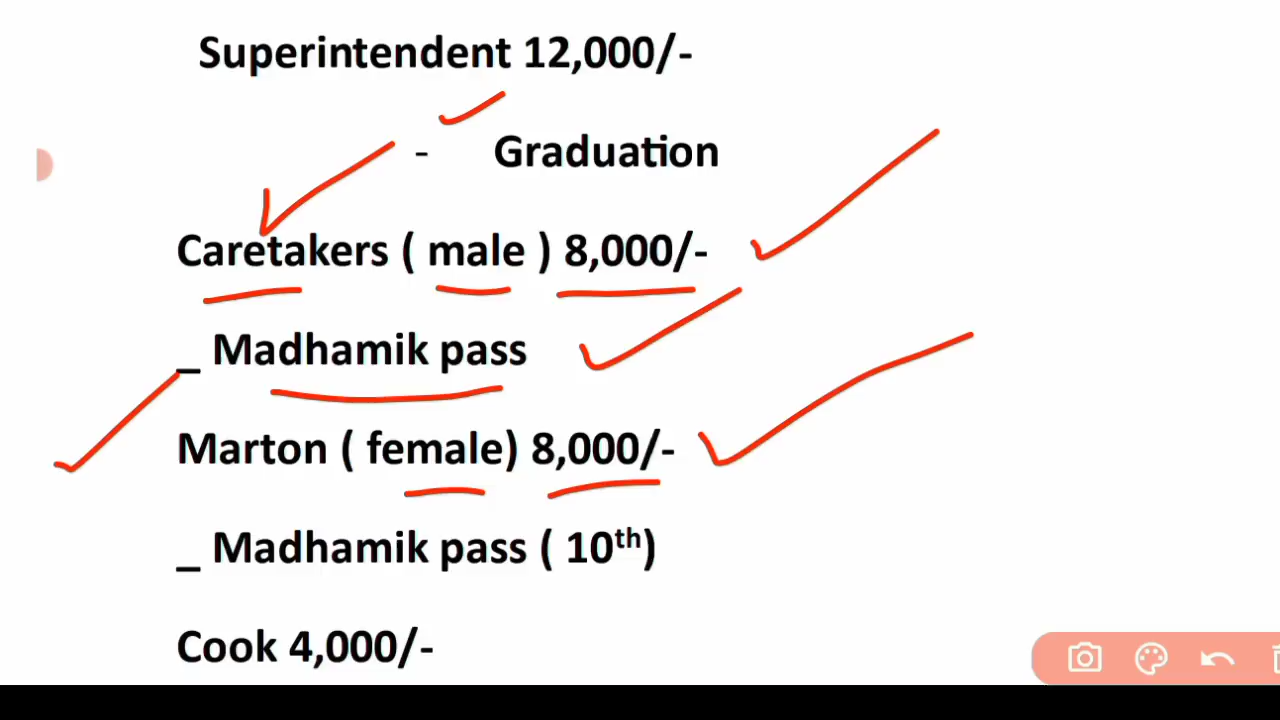 Superintendent 12,000/-
- Graduation
Caretakers ( male ) 8,000/-
_ Madhamik pass
Marton ( female) 8,000/-
_ Madhamik pass ( 10th)
Cook 4,000/-